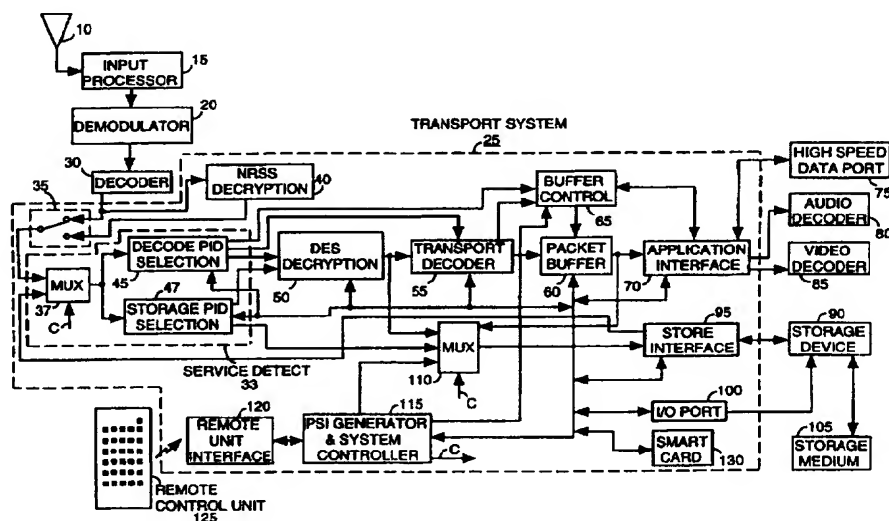 10
INPUT
PROCESSOR
15
20
DEMODULATOR
TRANSPORT SYSTEM
25
30
DECODER
35
NRSS
DECRYPTION
40
BUFFER
CONTROL
65
HIGH SPEED
DATA PORT
75
AUDIO
DECODER
80
DECODE PID
SELECTION
45
DES
DECRYPTION
50
TRANSPORT
DECODER
55
PACKET
BUFFER
60
APPLICATION
INTERFACE
70
VIDEO
DECODER
85
MUX
37
C
47
STORAGE PID
SELECTION
SERVICE DETECT
33
MUX
110
C
95
STORE
INTERFACE
90
STORAGE
DEVICE
100
I/O PORT
115
PSI GENERATOR
& SYSTEM
CONTROLLER
C
120
REMOTE UNIT
INTERFACE
SMART
CARD
130
105
STORAGE
MEDIUM
REMOTE
CONTROL UNIT
125